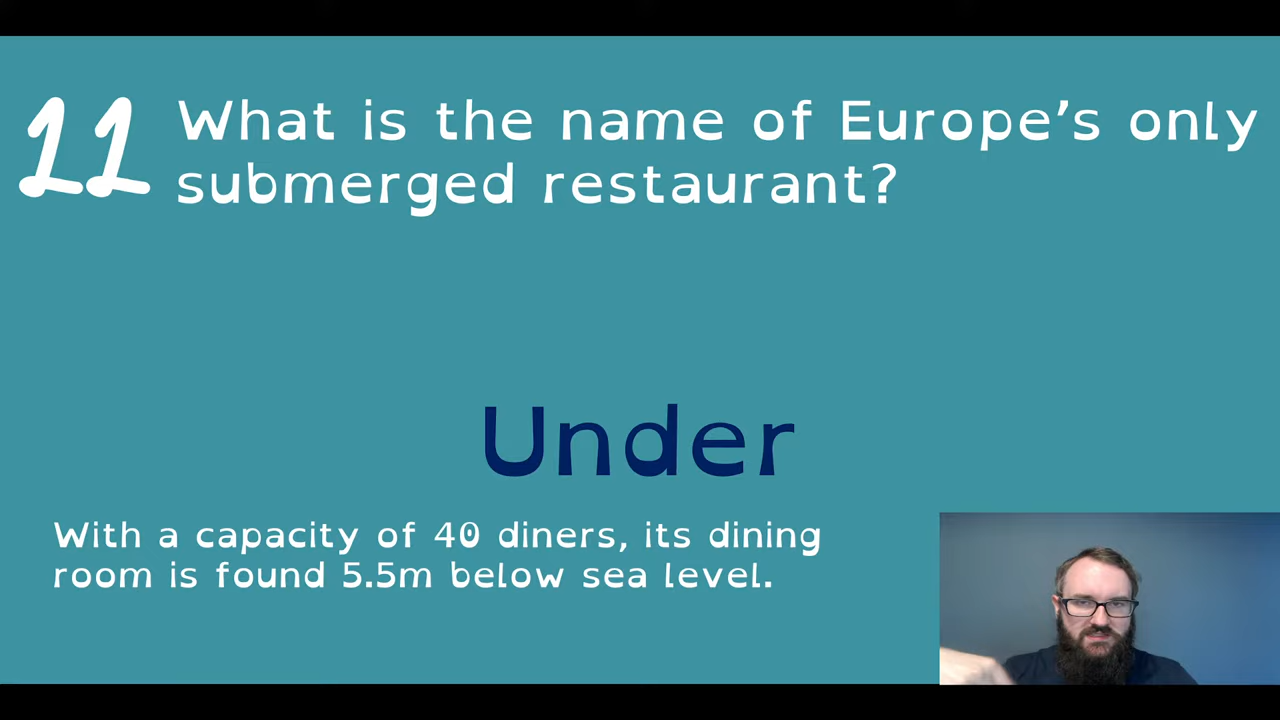 11 What is the name of Europe's only
submerged restaurant?
Under
With a capacity of 40 diners, its dining
room is found 5.5m below sea level.